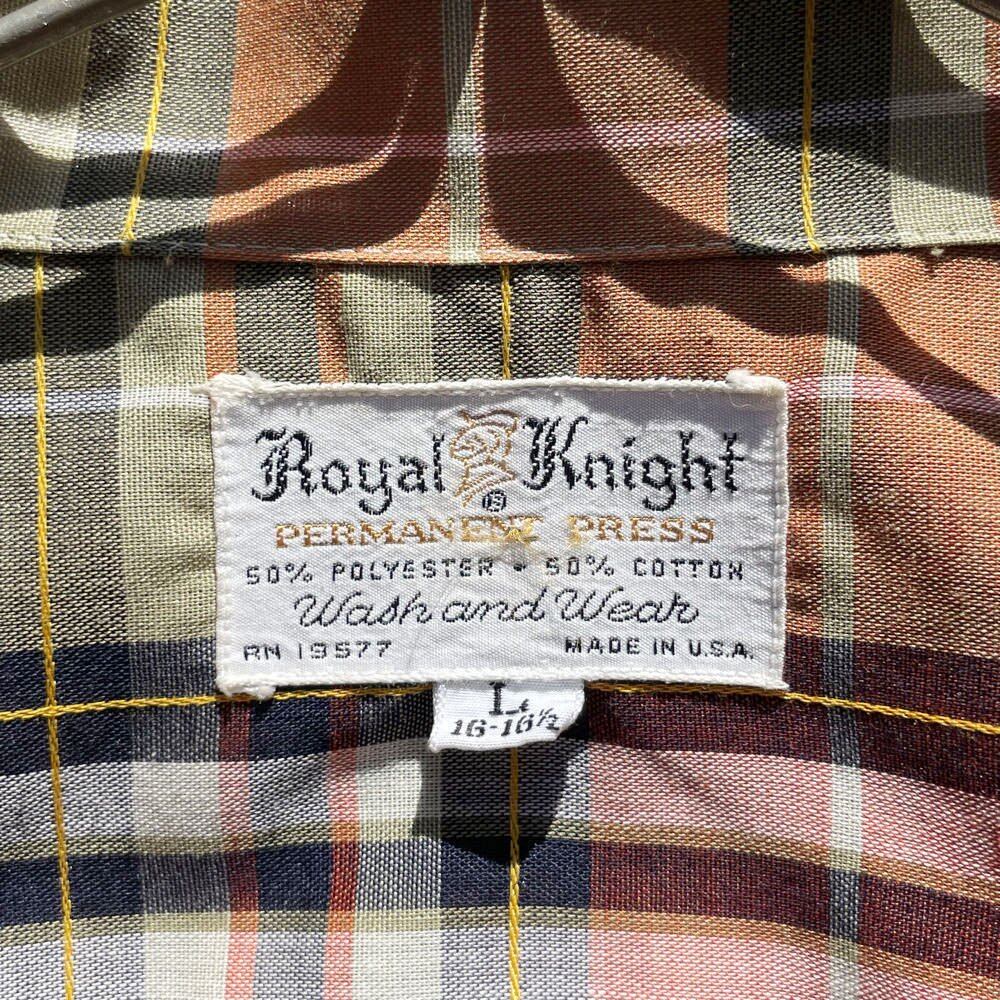 Royal Knight
®
PERMANENT PRESS
50% POLYESTER • 50% COTTON
Wash and Wear
RN 19577 MADE IN U.S.A.
L
16-16½